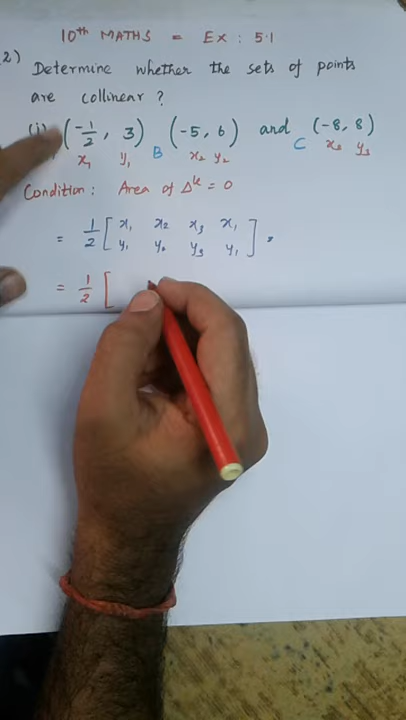 10th MATHS = EX : 5.1
2) Determine whether the sets of points
are collinear ?
(i) (-1/2, 3) (-5, 6) and (-8, 8)
x₁ y₁ B x₂ y₂ C x₃ y₃
Condition: Area of Δle = 0
= 1/2 [ x₁ x₂ x₃ x₁
y₁ y₂ y₃ y₁ ],
= 1/2 [